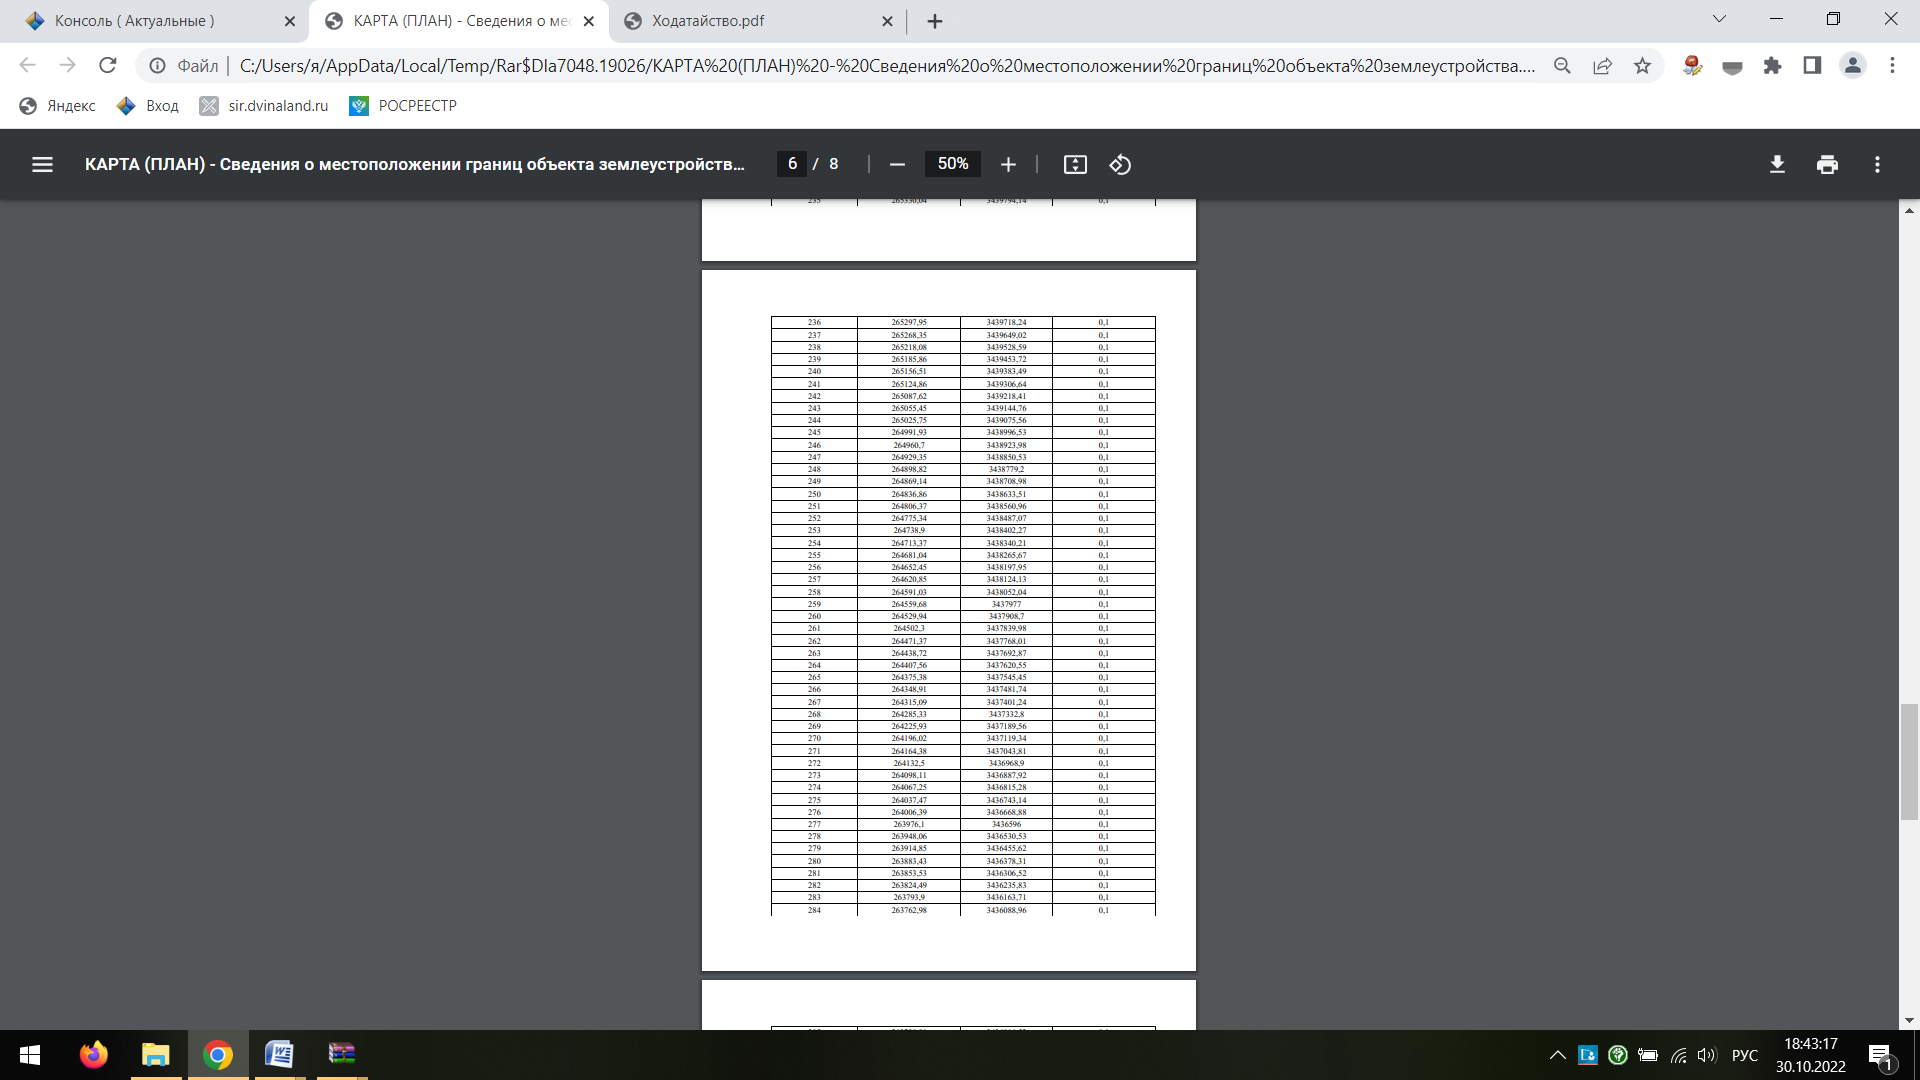 Консоль ( Актуальные )
КАРТА (ПЛАН) - Сведения о ме
Ходатайство.pdf
Файл
C:/Users/я/AppData/Local/Temp/Rar$DIa7048.19026/КАРТА%20(ПЛАН)%20-%20Сведения%20о%20местоположении%20границ%20объекта%20землеустройства....
Яндекс Вход sir.dvinaland.ru РОСРЕЕСТР
КАРТА (ПЛАН) - Сведения о местоположении границ объекта землеустройств... 6 / 8 50%
235 265330,04 3439794,14 0,1
236 265297,95 3439718,24 0,1
237 265268,35 3439649,02 0,1
238 265218,08 3439528,59 0,1
239 265185,86 3439453,72 0,1
240 265156,51 3439383,49 0,1
241 265124,86 3439306,64 0,1
242 265087,62 3439218,41 0,1
243 265055,45 3439144,76 0,1
244 265025,75 3439075,56 0,1
245 264991,93 3438996,53 0,1
246 264960,7 3438923,98 0,1
247 264929,35 3438850,53 0,1
248 264898,82 3438779,2 0,1
249 264869,14 3438708,98 0,1
250 264836,86 3438633,51 0,1
251 264806,37 3438560,96 0,1
252 264775,34 3438487,07 0,1
253 264738,9 3438402,27 0,1
254 264713,37 3438340,21 0,1
255 264681,04 3438265,67 0,1
256 264652,45 3438197,95 0,1
257 264620,85 3438124,13 0,1
258 264591,03 3438052,04 0,1
259 264559,68 3437977 0,1
260 264529,94 3437908,7 0,1
261 264502,3 3437839,98 0,1
262 264471,37 3437768,01 0,1
263 264438,72 3437692,87 0,1
264 264407,56 3437620,55 0,1
265 264375,38 3437545,45 0,1
266 264348,91 3437481,74 0,1
267 264315,09 3437401,24 0,1
268 264285,33 3437332,8 0,1
269 264225,93 3437189,56 0,1
270 264196,02 3437119,34 0,1
271 264164,38 3437043,81 0,1
272 264132,5 3436968,9 0,1
273 264098,11 3436887,92 0,1
274 264067,25 3436815,28 0,1
275 264037,47 3436743,14 0,1
276 264006,39 3436668,88 0,1
277 263976,1 3436596 0,1
278 263948,06 3436530,53 0,1
279 263914,85 3436455,62 0,1
280 263883,43 3436378,31 0,1
281 263853,53 3436306,52 0,1
282 263824,49 3436235,83 0,1
283 263793,9 3436163,71 0,1
284 263762,98 3436088,96 0,1
РУС
18:43:17
30.10.2022
1